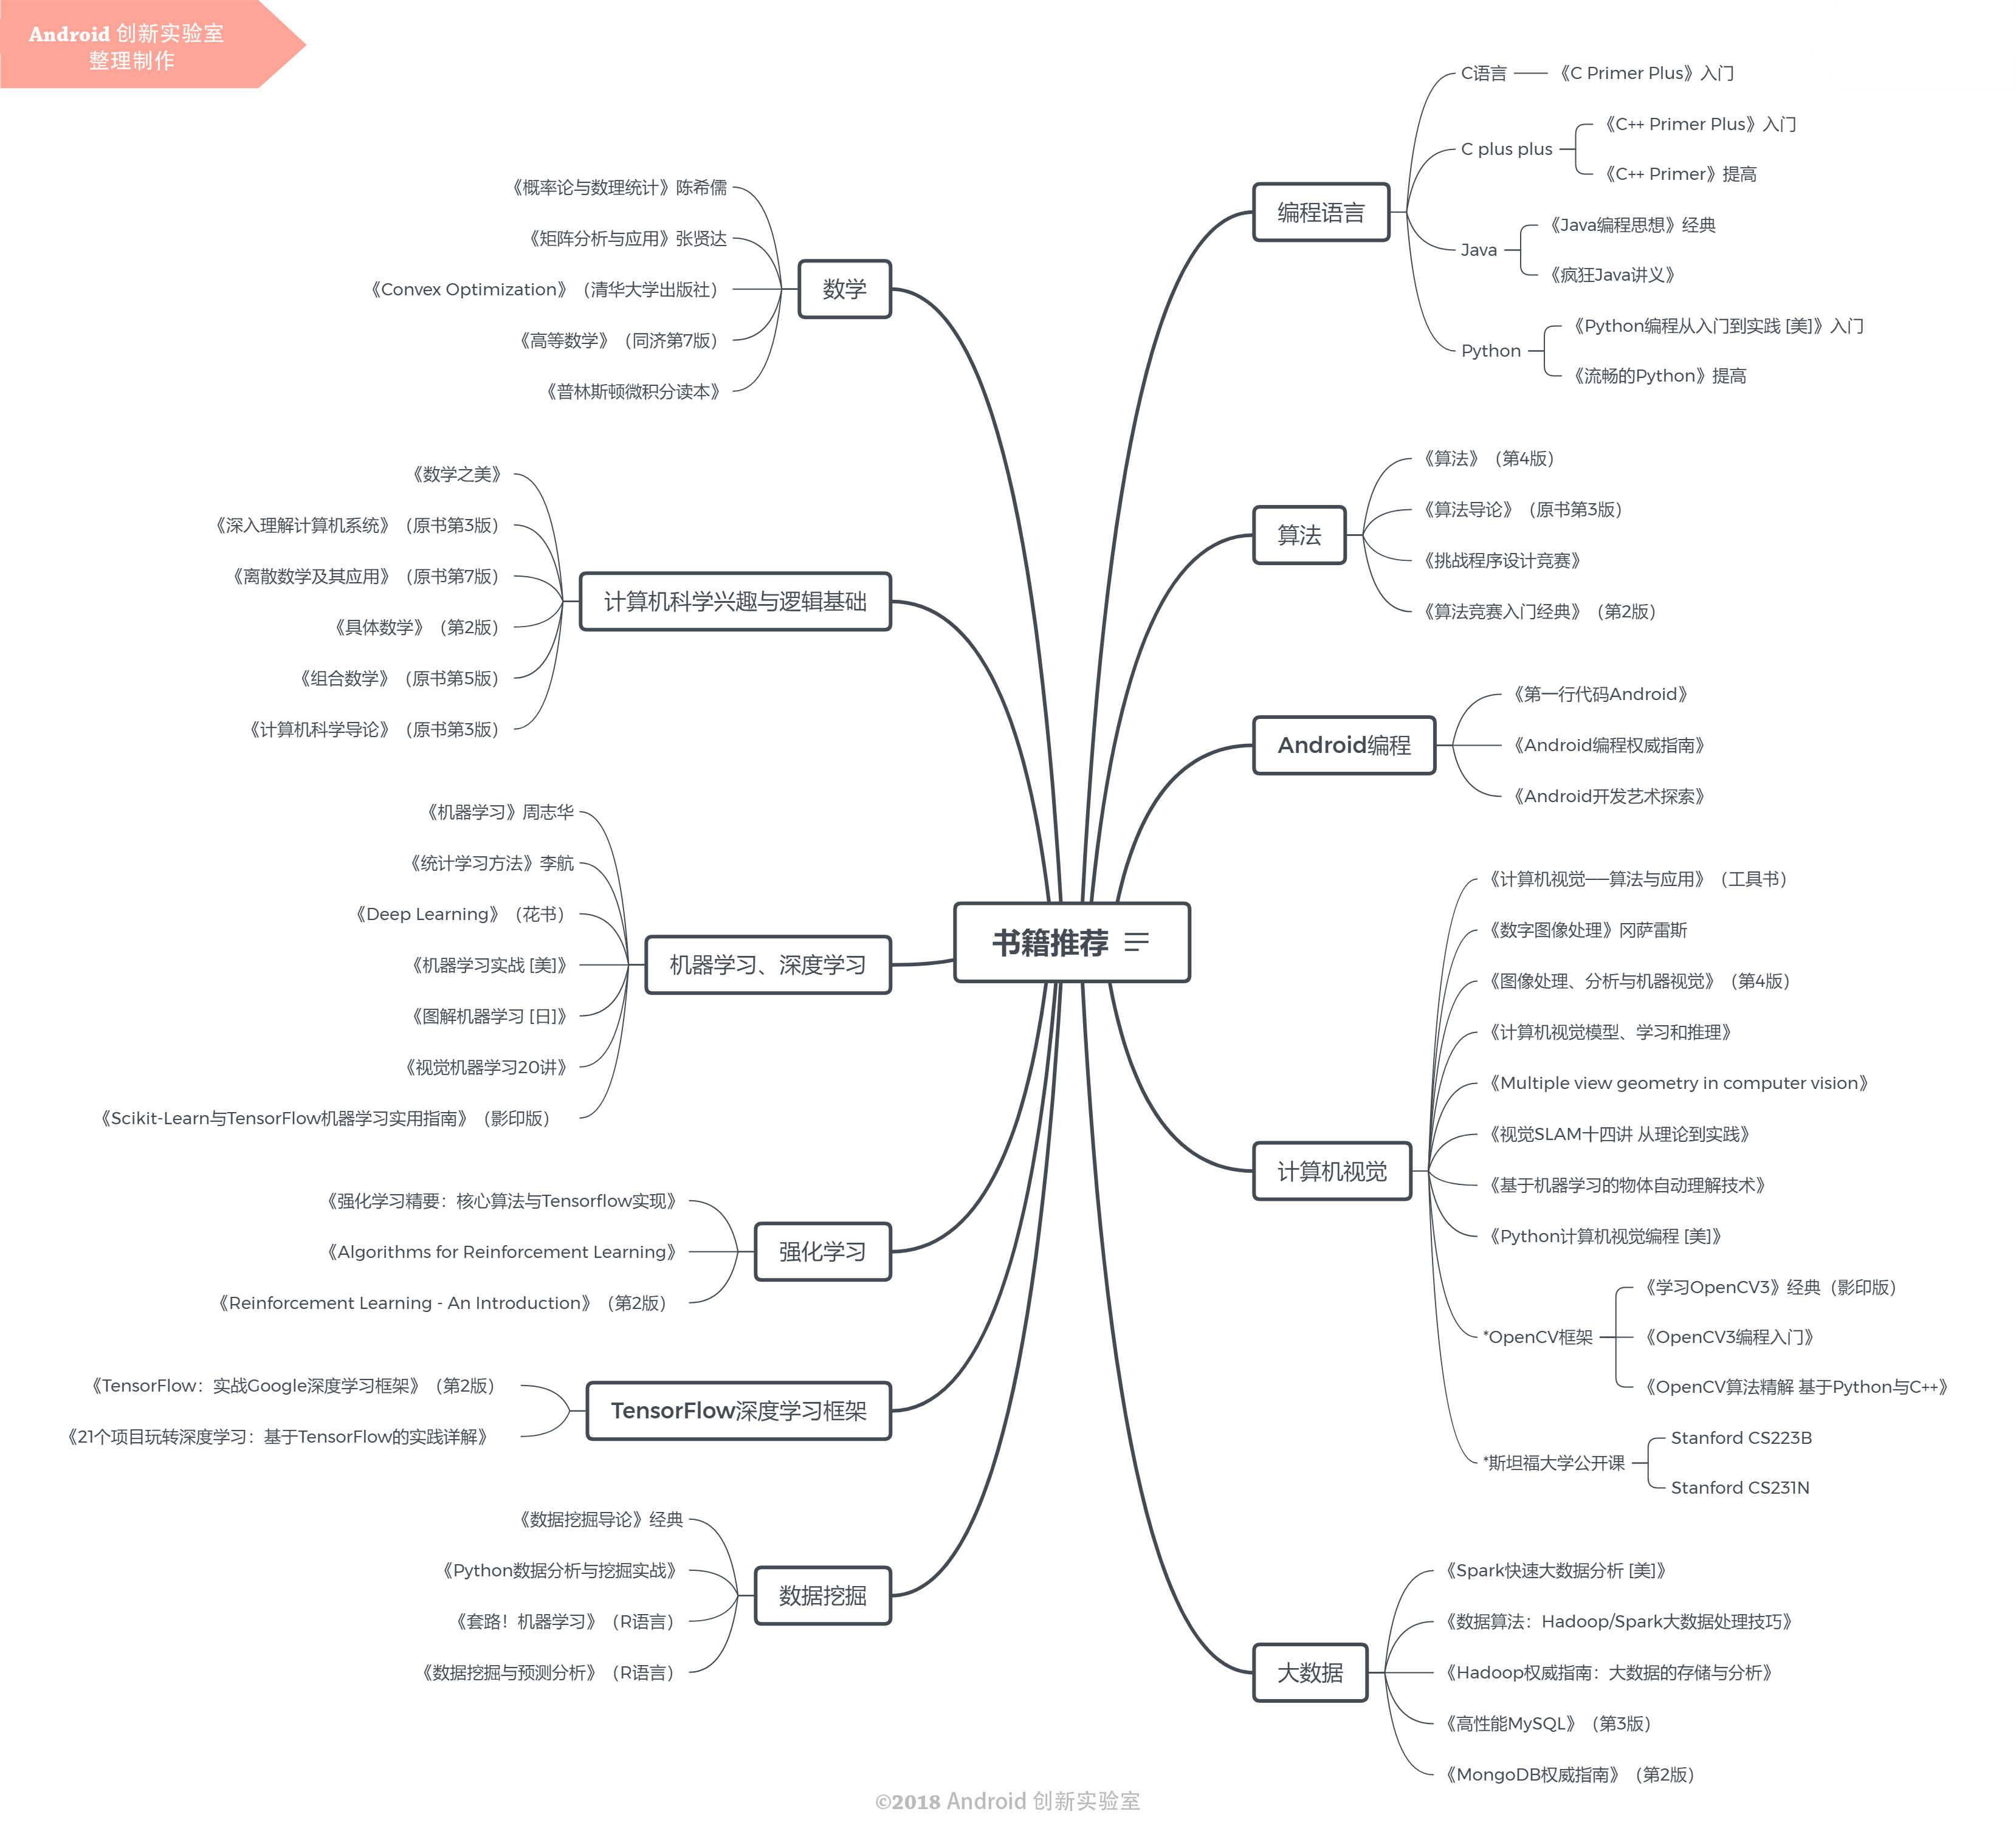 Android 创新实验室
整理制作
书籍推荐
编程语言
C语言
《C Primer Plus》入门
C plus plus
《C++ Primer Plus》入门
《C++ Primer》提高
Java
《Java编程思想》经典
《疯狂Java讲义》
Python
《Python编程从入门到实践 [美]》入门
《流畅的Python》提高
算法
《算法》（第4版）
《算法导论》（原书第3版）
《挑战程序设计竞赛》
《算法竞赛入门经典》（第2版）
Android编程
《第一行代码Android》
《Android编程权威指南》
《Android开发艺术探索》
计算机视觉
《计算机视觉——算法与应用》（工具书）
《数字图像处理》冈萨雷斯
《图像处理、分析与机器视觉》（第4版）
《计算机视觉模型、学习和推理》
《Multiple view geometry in computer vision》
《视觉SLAM十四讲 从理论到实践》
《基于机器学习的物体自动理解技术》
《Python计算机视觉编程 [美]》
*OpenCV框架
《学习OpenCV3》经典（影印版）
《OpenCV3编程入门》
《OpenCV算法精解 基于Python与C++》
*斯坦福大学公开课
Stanford CS223B
Stanford CS231N
大数据
《Spark快速大数据分析 [美]》
《数据算法：Hadoop/Spark大数据处理技巧》
《Hadoop权威指南：大数据的存储与分析》
《高性能MySQL》（第3版）
《MongoDB权威指南》（第2版）
数学
《概率论与数理统计》陈希儒
《矩阵分析与应用》张贤达
《Convex Optimization》（清华大学出版社）
《高等数学》（同济第7版）
《普林斯顿微积分读本》
计算机科学兴趣与逻辑基础
《数学之美》
《深入理解计算机系统》（原书第3版）
《离散数学及其应用》（原书第7版）
《具体数学》（第2版）
《组合数学》（原书第5版）
《计算机科学导论》（原书第3版）
机器学习、深度学习
《机器学习》周志华
《统计学习方法》李航
《Deep Learning》（花书）
《机器学习实战 [美]》
《图解机器学习 [日]》
《视觉机器学习20讲》
《Scikit-Learn与TensorFlow机器学习实用指南》（影印版）
强化学习
《强化学习精要：核心算法与Tensorflow实现》
《Algorithms for Reinforcement Learning》
《Reinforcement Learning - An Introduction》（第2版）
TensorFlow深度学习框架
《TensorFlow：实战Google深度学习框架》（第2版）
《21个项目玩转深度学习：基于TensorFlow的实践详解》
数据挖掘
《数据挖掘导论》经典
《Python数据分析与挖掘实战》
《套路！机器学习》（R语言）
《数据挖掘与预测分析》（R语言）
©2018 Android 创新实验室